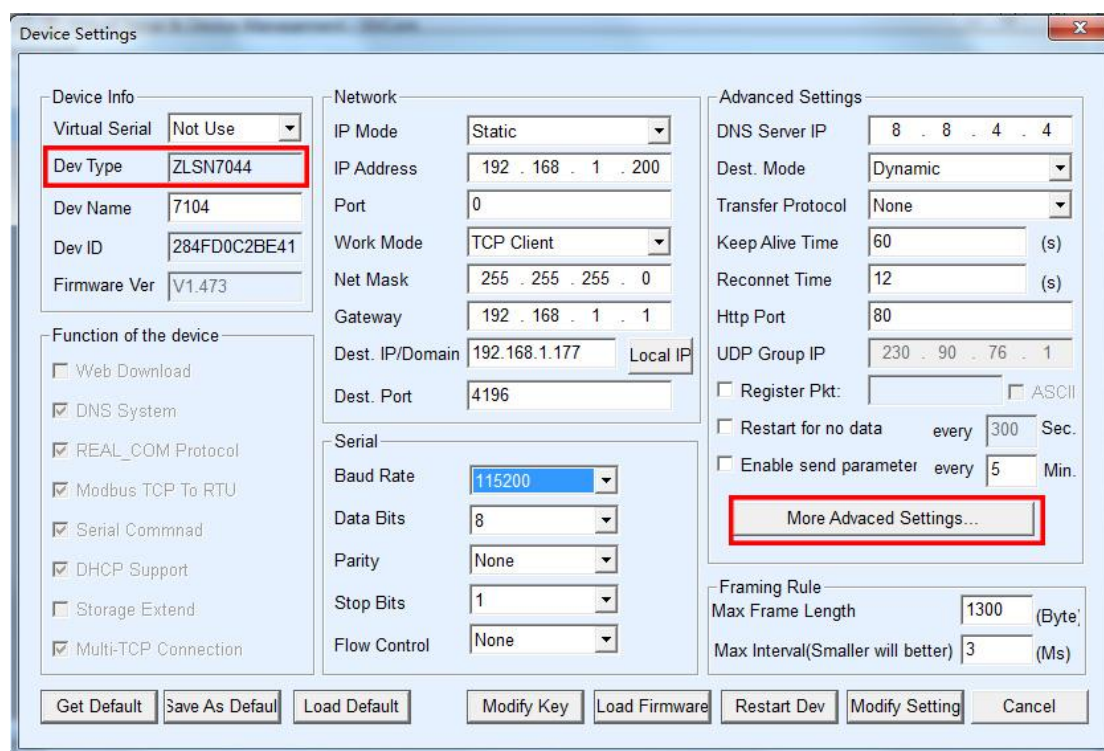 Device Settings
x
Device Info
Virtual Serial Not Use
Dev Type ZLSN7044
Dev Name 7104
Dev ID 284FD0C2BE41
Firmware Ver V1.473
Function of the device
Web Download
DNS System
REAL_COM Protocol
Modbus TCP To RTU
Serial Commnad
DHCP Support
Storage Extend
Multi-TCP Connection
Network
IP Mode Static
IP Address 192 . 168 . 1 . 200
Port 0
Work Mode TCP Client
Net Mask 255 . 255 . 255 . 0
Gateway 192 . 168 . 1 . 1
Dest. IP/Domain 192.168.1.177 Local IP
Dest. Port 4196
Serial
Baud Rate 115200
Data Bits 8
Parity None
Stop Bits 1
Flow Control None
Advanced Settings
DNS Server IP 8 . 8 . 4 . 4
Dest. Mode Dynamic
Transfer Protocol None
Keep Alive Time 60 (s)
Reconnet Time 12 (s)
Http Port 80
UDP Group IP 230 . 90 . 76 . 1
Register Pkt: ASCII
Restart for no data every 300 Sec.
Enable send parameter every 5 Min.
More Advaced Settings...
Framing Rule
Max Frame Length 1300 (Byte)
Max Interval(Smaller will better) 3 (Ms)
Get Default Save As Defaul Load Default Modify Key Load Firmware Restart Dev Modify Setting Cancel